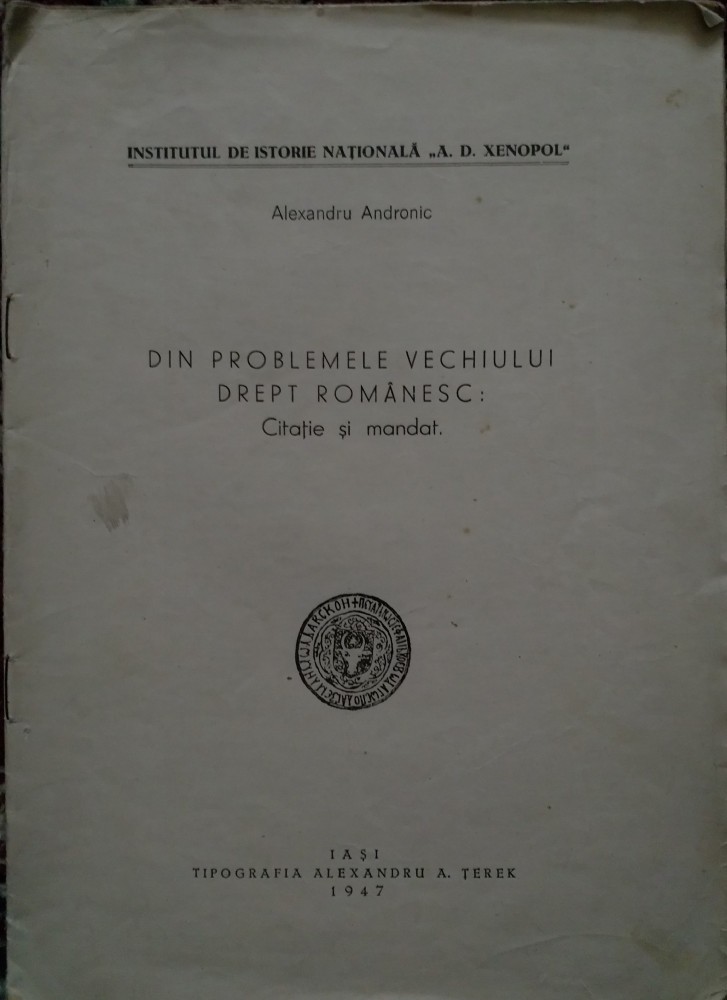 INSTITUTUL DE ISTORIE NAȚIONALĂ „A. D. XENOPOL“
Alexandru Andronic
DIN PROBLEMELE VECHIULUI
DREPT ROMÂNESC:
Citație și mandat.
IAȘI
TIPOGRAFIA ALEXANDRU A. ȚEREK
1947